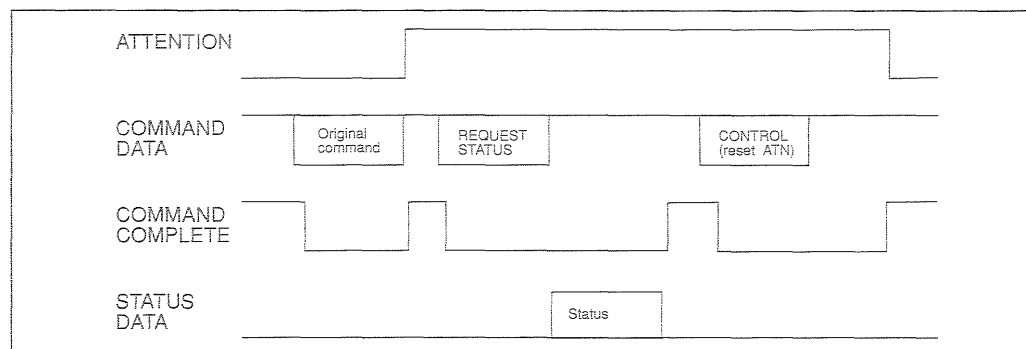 ATTENTION
COMMAND
DATA
Original
command
REQUEST
STATUS
CONTROL
(reset ATN)
COMMAND
COMPLETE
STATUS
DATA
Status